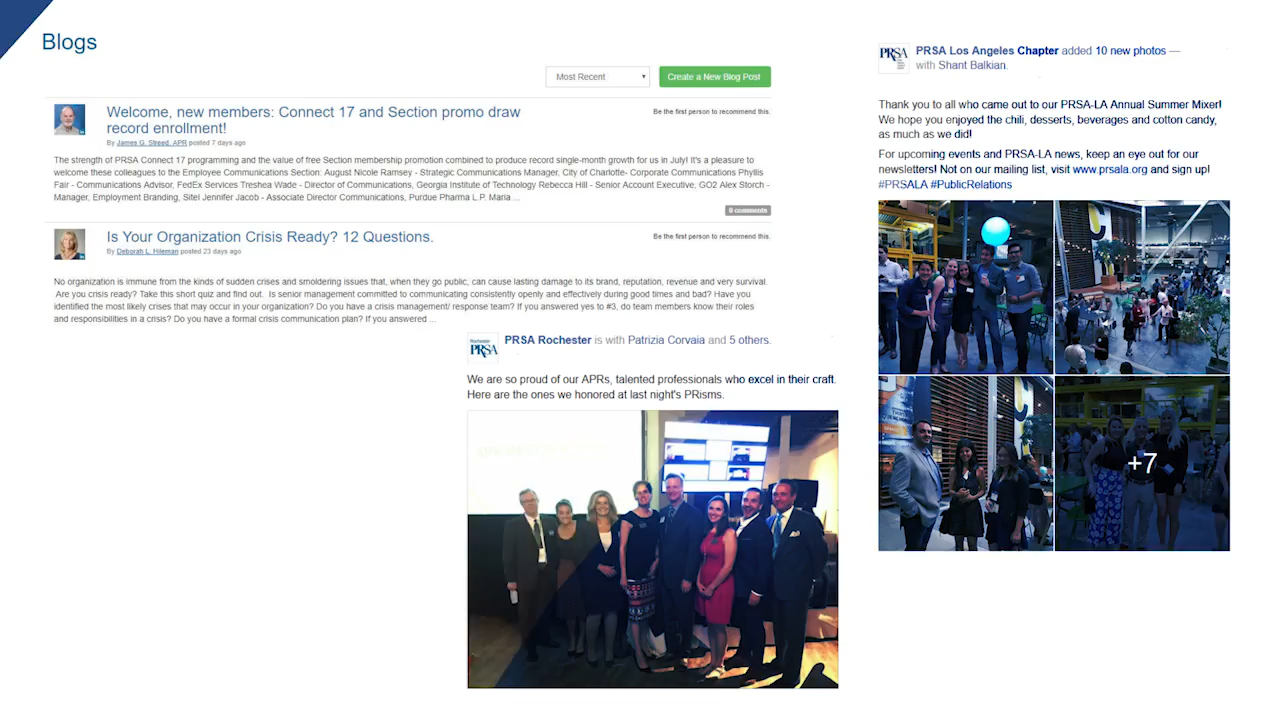 Blogs
Most Recent
Create a New Blog Post
Welcome, new members: Connect 17 and Section promo draw
record enrollment!
Be the first person to recommend this.
By James G. Streed, APR posted 7 days ago
The strength of PRSA Connect 17 programming and the value of free Section membership promotion combined to produce record single-month growth for us in July! It's a pleasure to
welcome these colleagues to the Employee Communications Section: August Nicole Ramsey - Strategic Communications Manager, City of Charlotte- Corporate Communications Phyllis
Fair - Communications Advisor, FedEx Services Treshea Wade - Director of Communications, Georgia Institute of Technology Rebecca Hill - Senior Account Executive, GO2 Alex Storch -
Manager, Employment Branding, Sitel Jennifer Jacob - Associate Director Communications, Purdue Pharma L.P. Maria ...
0 comments
Is Your Organization Crisis Ready? 12 Questions.
Be the first person to recommend this.
By Deborah L. Hileman posted 23 days ago
No organization is immune from the kinds of sudden crises and smoldering issues that, when they go public, can cause lasting damage to its brand, reputation, revenue and very survival.
Are you crisis ready? Take this short quiz and find out. Is senior management committed to communicating consistently openly and effectively during good times and bad? Have you
identified the most likely crises that may occur in your organization? Do you have a crisis management/ response team? If you answered yes to #3, do team members know their roles
and responsibilities in a crisis? Do you have a formal crisis communication plan? If you answered ...
Rochester
PRSA
PRSA Rochester is with Patrizia Corvaia and 5 others.
We are so proud of our APRs, talented professionals who excel in their craft.
Here are the ones we honored at last night's PRisms.
PRSA
PRSA Los Angeles Chapter added 10 new photos —
with Shant Balkian.
Thank you to all who came out to our PRSA-LA Annual Summer Mixer!
We hope you enjoyed the chili, desserts, beverages and cotton candy,
as much as we did!
For upcoming events and PRSA-LA news, keep an eye out for our
newsletters! Not on our mailing list, visit www.prsala.org and sign up!
#PRSALA #PublicRelations
+7